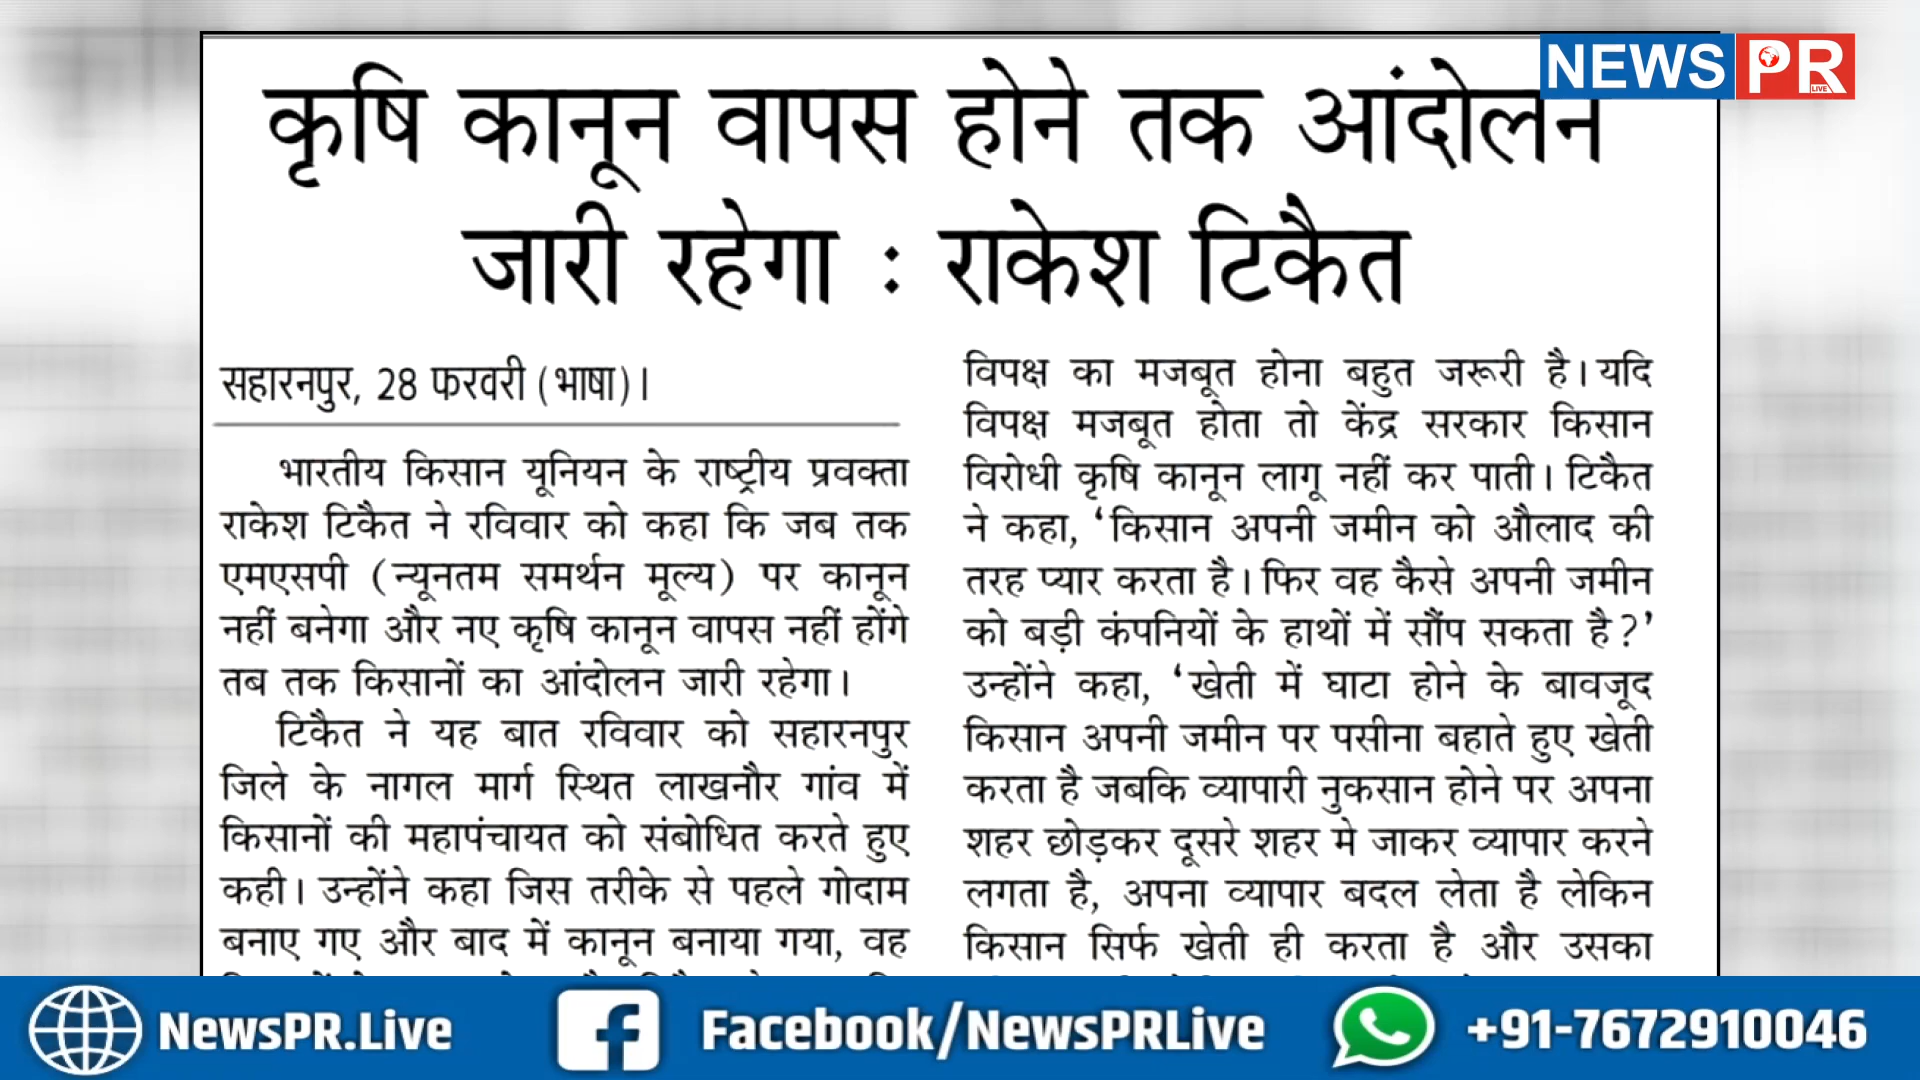 NEWS PR
LIVE
कृषि कानून वापस होने तक आंदोलन
जारी रहेगा : राकेश टिकैत
सहारनपुर, 28 फरवरी (भाषा)।
भारतीय किसान यूनियन के राष्ट्रीय प्रवक्ता
राकेश टिकैत ने रविवार को कहा कि जब तक
एमएसपी (न्यूनतम समर्थन मूल्य) पर कानून
नहीं बनेगा और नए कृषि कानून वापस नहीं होंगे
तब तक किसानों का आंदोलन जारी रहेगा।
टिकैत ने यह बात रविवार को सहारनपुर
जिले के नागल मार्ग स्थित लाखनौर गांव में
किसानों की महापंचायत को संबोधित करते हुए
कही। उन्होंने कहा जिस तरीके से पहले गोदाम
बनाए गए और बाद में कानून बनाया गया, वह
विपक्ष का मजबूत होना बहुत जरूरी है। यदि
विपक्ष मजबूत होता तो केंद्र सरकार किसान
विरोधी कृषि कानून लागू नहीं कर पाती। टिकैत
ने कहा, ‘किसान अपनी जमीन को औलाद की
तरह प्यार करता है। फिर वह कैसे अपनी जमीन
को बड़ी कंपनियों के हाथों में सौंप सकता है?’
उन्होंने कहा, ‘खेती में घाटा होने के बावजूद
किसान अपनी जमीन पर पसीना बहाते हुए खेती
करता है जबकि व्यापारी नुकसान होने पर अपना
शहर छोड़कर दूसरे शहर मे जाकर व्यापार करने
लगता है, अपना व्यापार बदल लेता है लेकिन
किसान सिर्फ खेती ही करता है और उसका
NewsPR.Live
Facebook/NewsPRLive
+91-7672910046